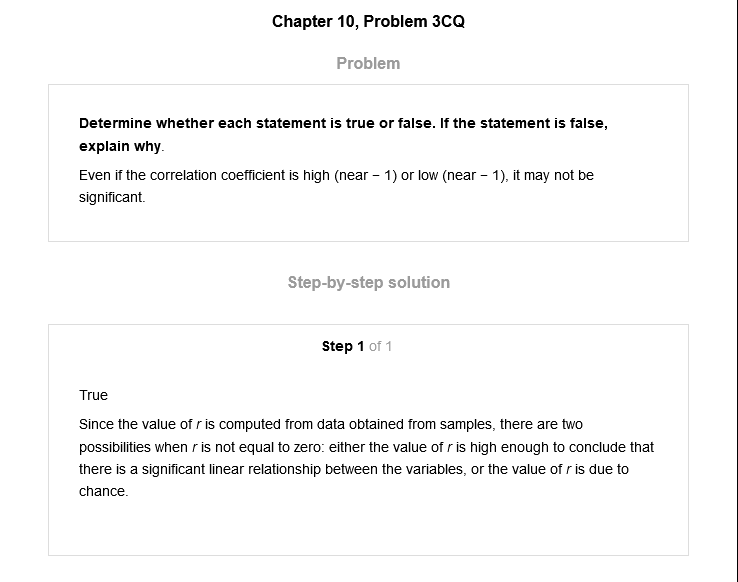 Chapter 10, Problem 3CQ
Problem
Determine whether each statement is true or false. If the statement is false,
explain why.
Even if the correlation coefficient is high (near − 1) or low (near − 1), it may not be
significant.
Step-by-step solution
Step 1 of 1
True
Since the value of r is computed from data obtained from samples, there are two
possibilities when r is not equal to zero: either the value of r is high enough to conclude that
there is a significant linear relationship between the variables, or the value of r is due to
chance.